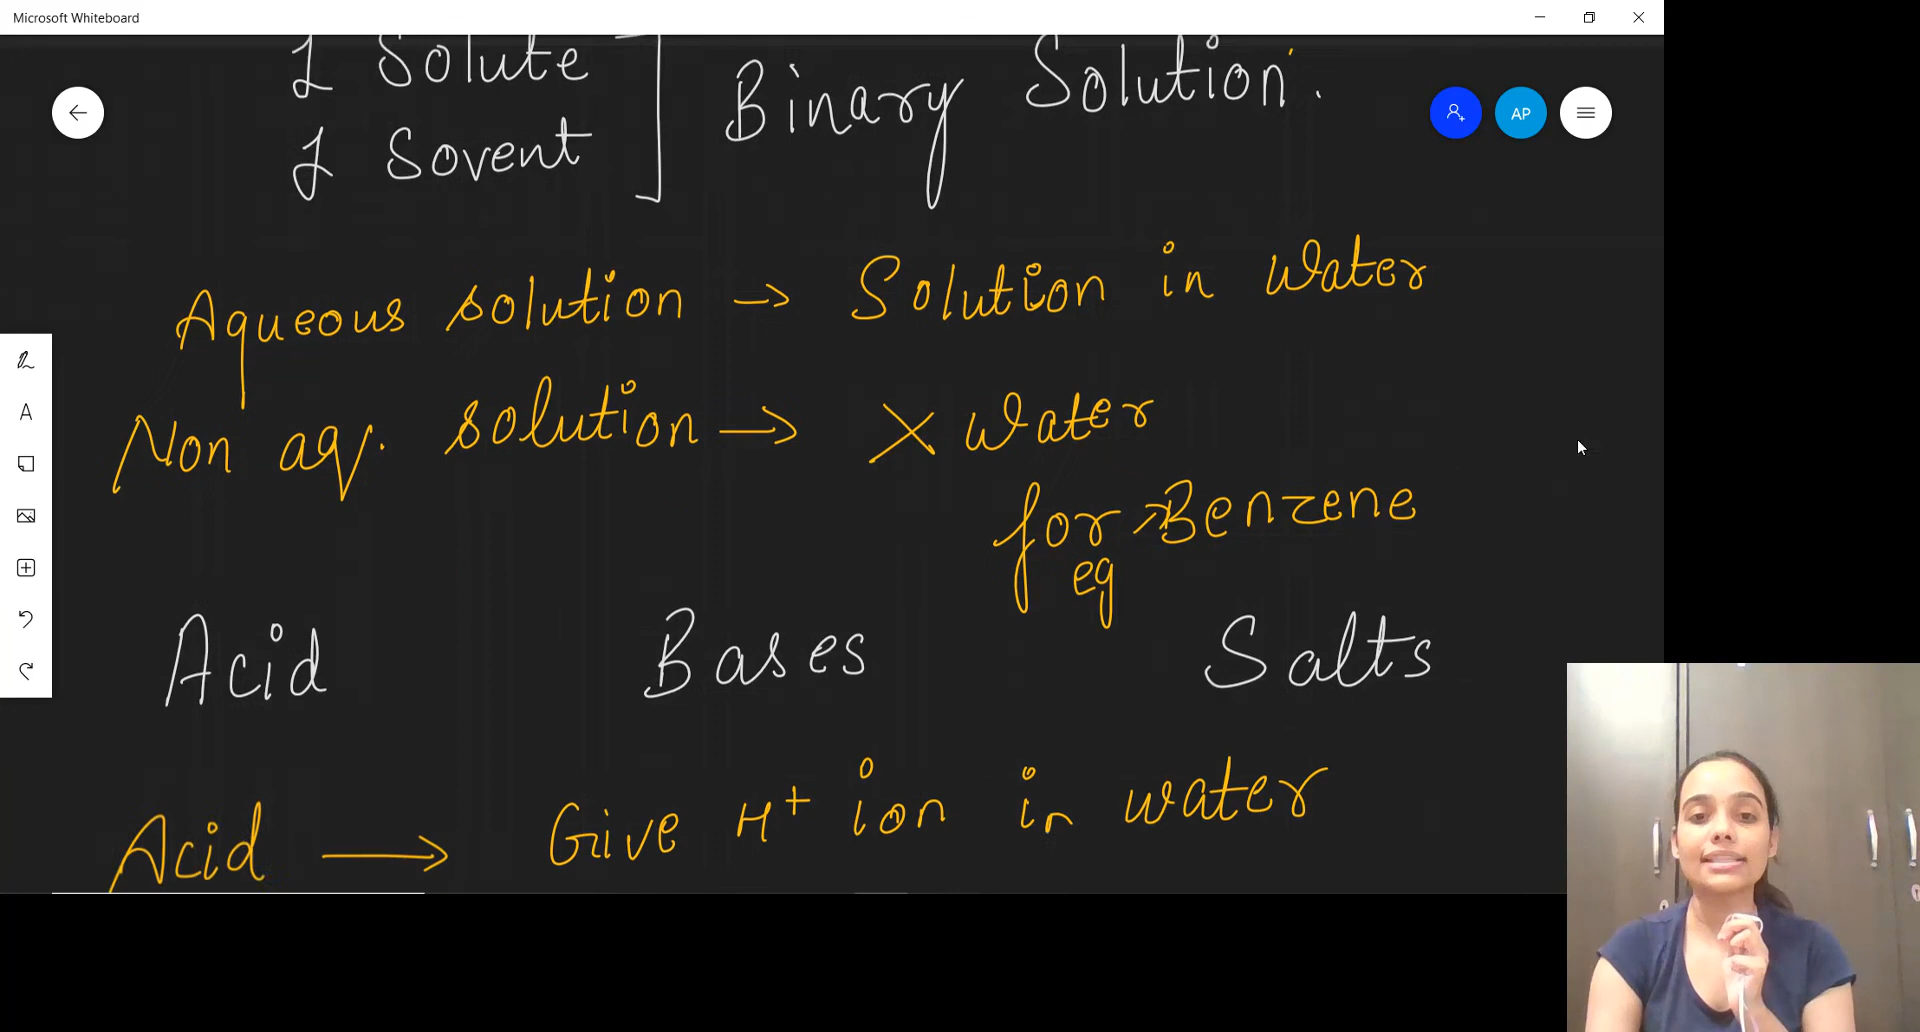 Microsoft Whiteboard
1 Solute
1 Sovent
Binary Solution.
AP
Aqueous solution → Solution in water
Non aq. solution → X water
for → Benzene
eg
A
Acid Bases Salts
Acid → Give H+ ion in water